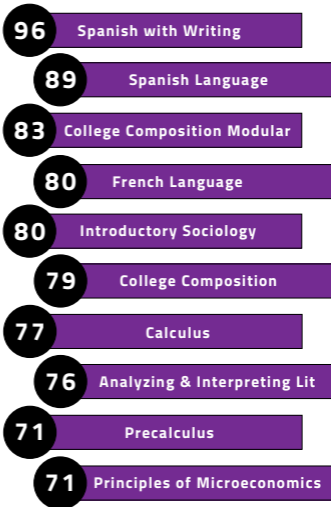 96 Spanish with Writing
89 Spanish Language
83 College Composition Modular
80 French Language
80 Introductory Sociology
79 College Composition
77 Calculus
76 Analyzing & Interpreting Lit
71 Precalculus
71 Principles of Microeconomics